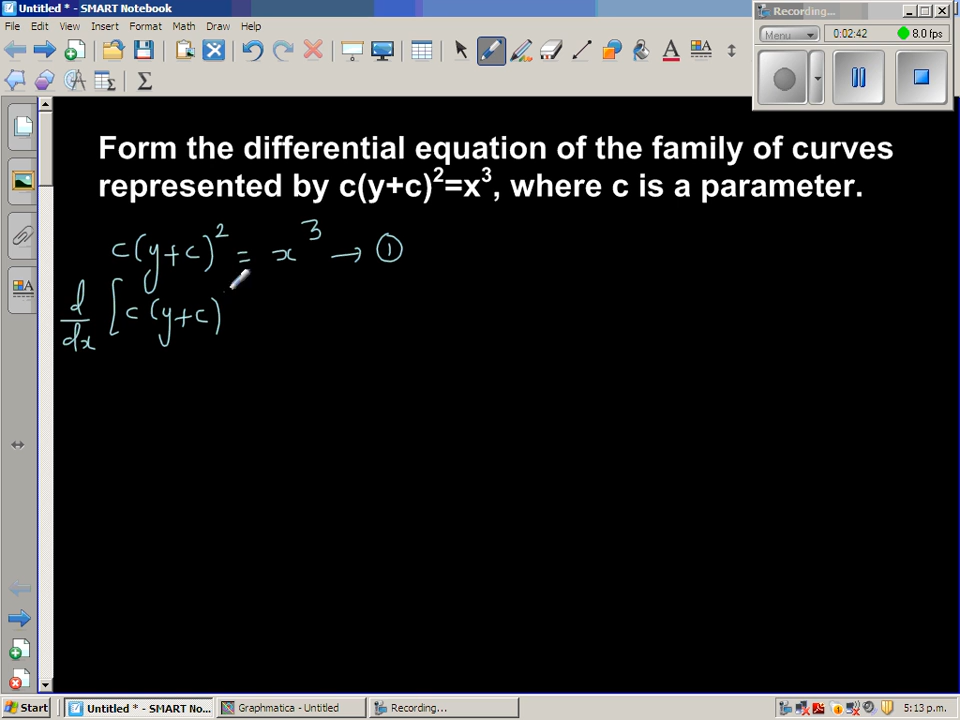 Untitled * - SMART Notebook
Recording...
File Edit View Insert Format Math Draw Help
Menu 0:02:42 8.0 fps
Form the differential equation of the family of curves
represented by c(y+c)²=x³, where c is a parameter.
c(y+c)² = x³ → ①
d/dx [c(y+c)
Start Untitled * - SMART No... Graphmatica - Untitled Recording... 5:13 p.m.